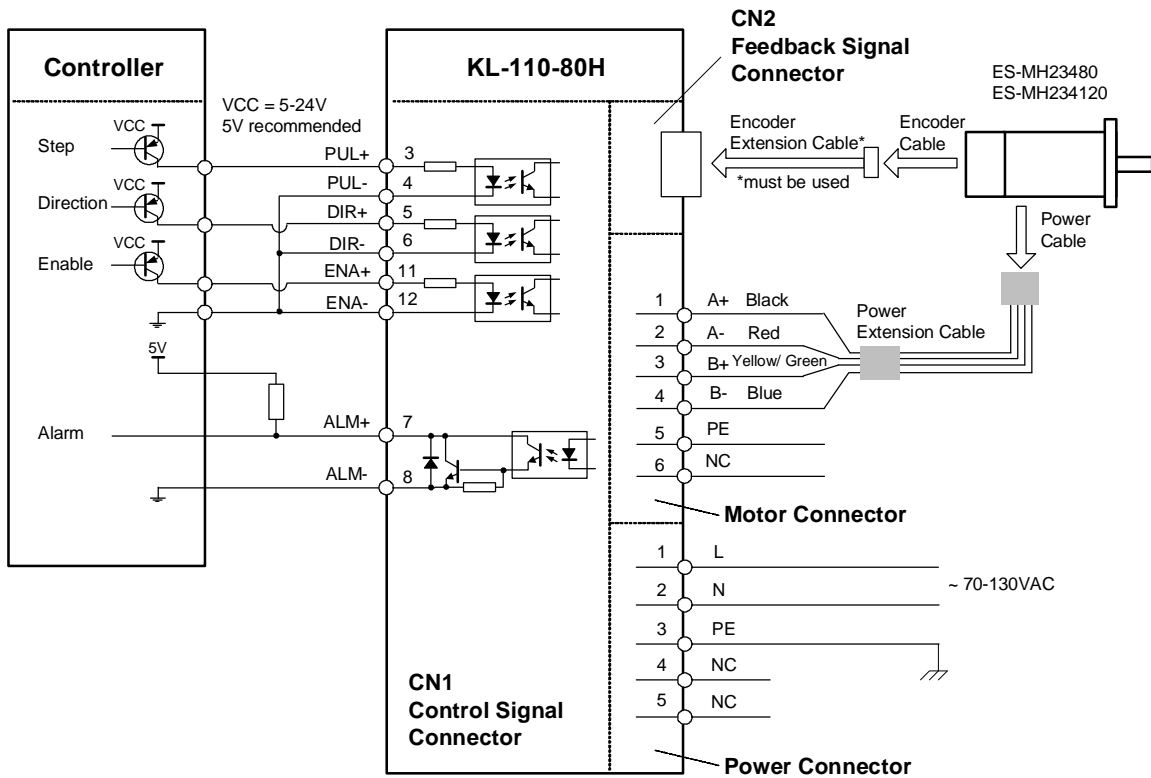 CN2
Feedback Signal
Connector
Controller
KL-110-80H
ES-MH23480
ES-MH234120
VCC = 5-24V
5V recommended
VCC
Step
PUL+
3
PUL-
4
VCC
Direction
DIR+
5
DIR-
6
VCC
Enable
ENA+
11
ENA-
12
Encoder
Extension Cable*
*must be used
Encoder
Cable
Power
Cable
1
A+
Black
2
A-
Red
3
B+
Yellow/ Green
4
B-
Blue
5
PE
6
NC
Power
Extension Cable
5V
Alarm
ALM+
7
ALM-
8
Motor Connector
1
L
2
N
~ 70-130VAC
3
PE
4
NC
5
NC
CN1
Control Signal
Connector
Power Connector